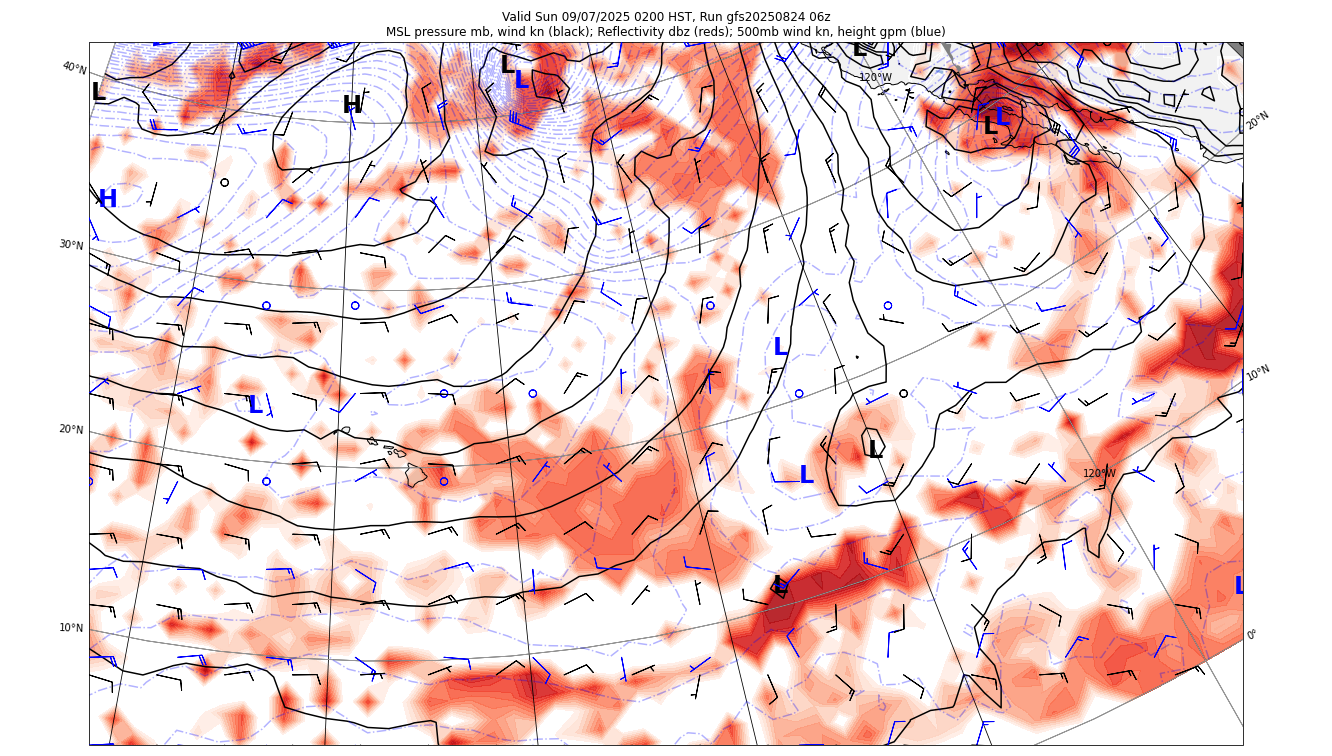 Valid Sun 09/07/2025 0200 HST, Run gfs20250824 06z
MSL pressure mb, wind kn (black); Reflectivity dbz (reds); 500mb wind kn, height gpm (blue)
L
L
L
40°N
120°W
L
H
L
L
20°N
H
30°N
L
10°N
L
20°N
L
L
120°W
L
L
10°N
0°